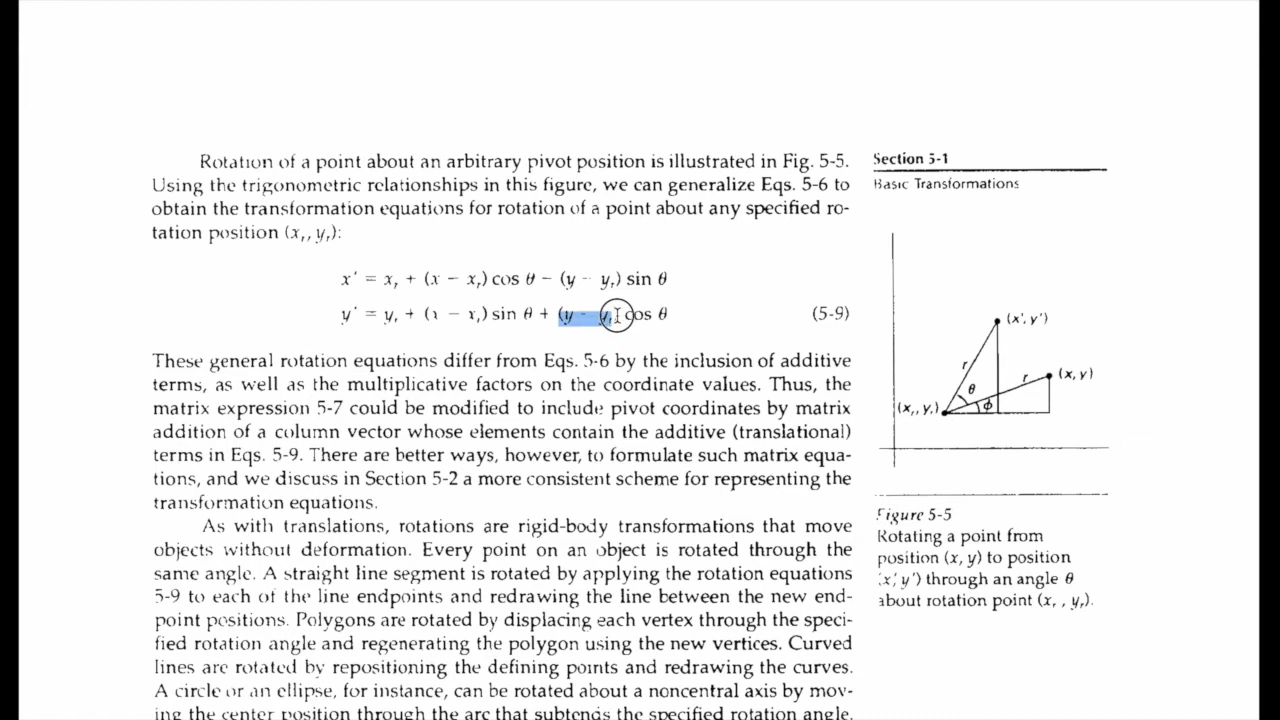 Rotation of a point about an arbitrary pivot position is illustrated in Fig. 5-5.
Using the trigonometric relationships in this figure, we can generalize Eqs. 5-6 to
obtain the transformation equations for rotation of a point about any specified ro-
tation position (xᵣ, yᵣ):
x' = xᵣ + (x − xᵣ) cos θ − (y − yᵣ) sin θ
y' = yᵣ + (x − xᵣ) sin θ + (y − yᵣ) cos θ (5-9)
These general rotation equations differ from Eqs. 5-6 by the inclusion of additive
terms, as well as the multiplicative factors on the coordinate values. Thus, the
matrix expression 5-7 could be modified to include pivot coordinates by matrix
addition of a column vector whose elements contain the additive (translational)
terms in Eqs. 5-9. There are better ways, however, to formulate such matrix equa-
tions, and we discuss in Section 5-2 a more consistent scheme for representing the
transformation equations.
As with translations, rotations are rigid-body transformations that move
objects without deformation. Every point on an object is rotated through the
same angle. A straight line segment is rotated by applying the rotation equations
5-9 to each of the line endpoints and redrawing the line between the new end-
point positions. Polygons are rotated by displacing each vertex through the speci-
fied rotation angle and regenerating the polygon using the new vertices. Curved
lines are rotated by repositioning the defining points and redrawing the curves.
A circle or an ellipse, for instance, can be rotated about a noncentral axis by mov-
ing the center position through the arc that subtends the specified rotation angle.
Section 5-1
Basic Transformations
(x', y')
r
r
(x, y)
θ
(xᵣ, yᵣ)
ϕ
Figure 5-5
Rotating a point from
position (x, y) to position
(x', y') through an angle θ
about rotation point (xᵣ, yᵣ).